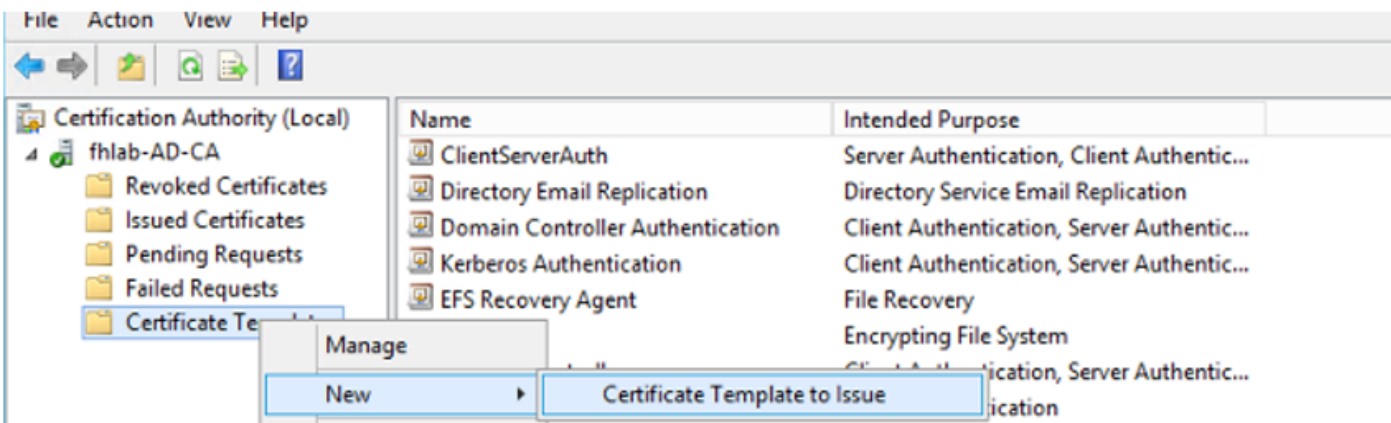 File Action View Help
Certification Authority (Local)
fhlab-AD-CA
Revoked Certificates
Issued Certificates
Pending Requests
Failed Requests
Certificate
Name Intended Purpose
ClientServerAuth Server Authentication, Client Authentic...
Directory Email Replication Directory Service Email Replication
Domain Controller Authentication Client Authentication, Server Authentic...
Kerberos Authentication Client Authentication, Server Authentic...
EFS Recovery Agent File Recovery
Encrypting File System
Server Authentic...
Manage
New Certificate Template to Issue